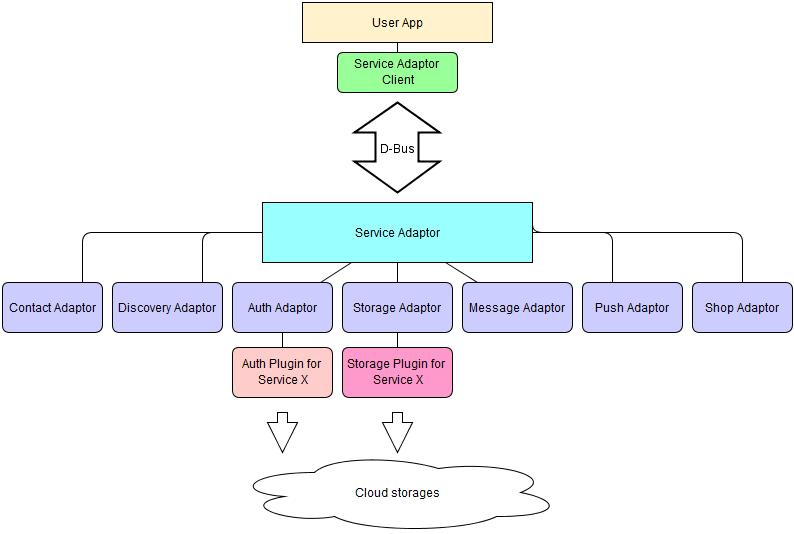 User App
Service Adaptor
Client
D-Bus
Service Adaptor
Contact Adaptor
Discovery Adaptor
Auth Adaptor
Storage Adaptor
Message Adaptor
Push Adaptor
Shop Adaptor
Auth Plugin for
Service X
Storage Plugin for
Service X
Cloud storages